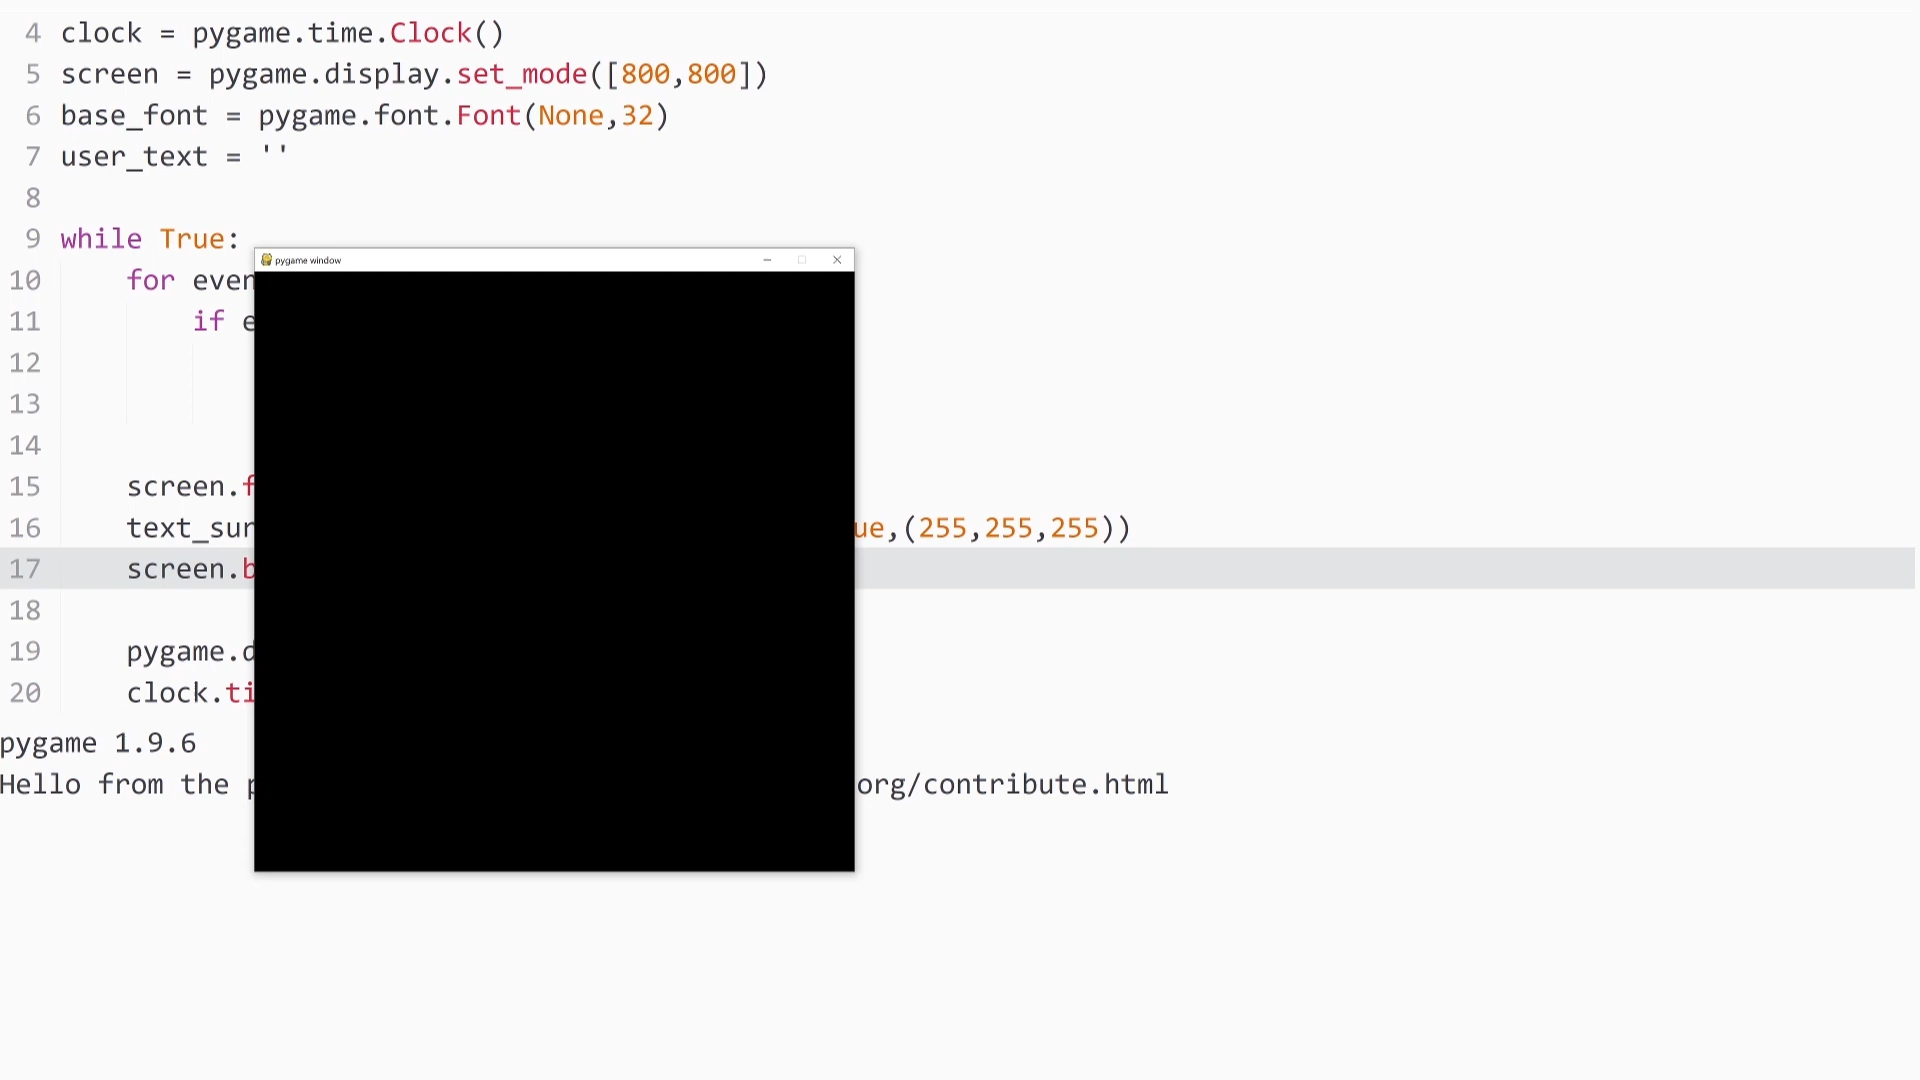 4 clock = pygame.time.Clock()
5 screen = pygame.display.set_mode([800,800])
6 base_font = pygame.font.Font(None,32)
7 user_text = ''
8
9 while True:
pygame window
10 for even
11 if e
12
13
14
15 screen.f
16 text_sur ue,(255,255,255))
17 screen.b
18
19 pygame.d
20 clock.ti
pygame 1.9.6
Hello from the p org/contribute.html